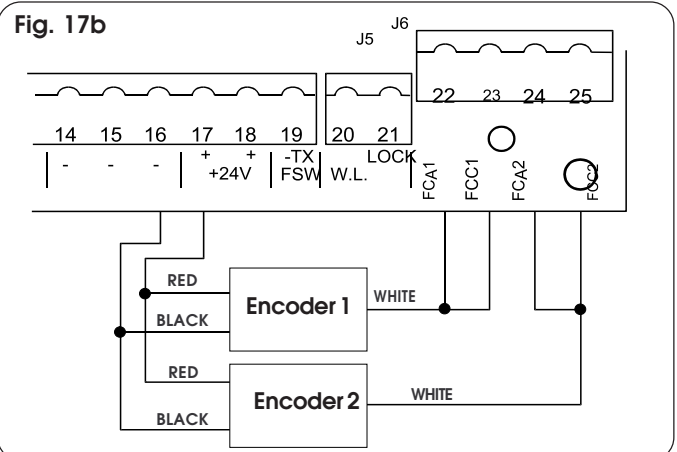 Fig. 17b
J5
J6
22 23 24 25
14 15 16 17 18 19 20 21
- - - + + -TX LOCK
+24V FSW W.L.
FCA1 FCC1 FCA2 FCC2
RED
Encoder 1
WHITE
BLACK
RED
Encoder 2
WHITE
BLACK